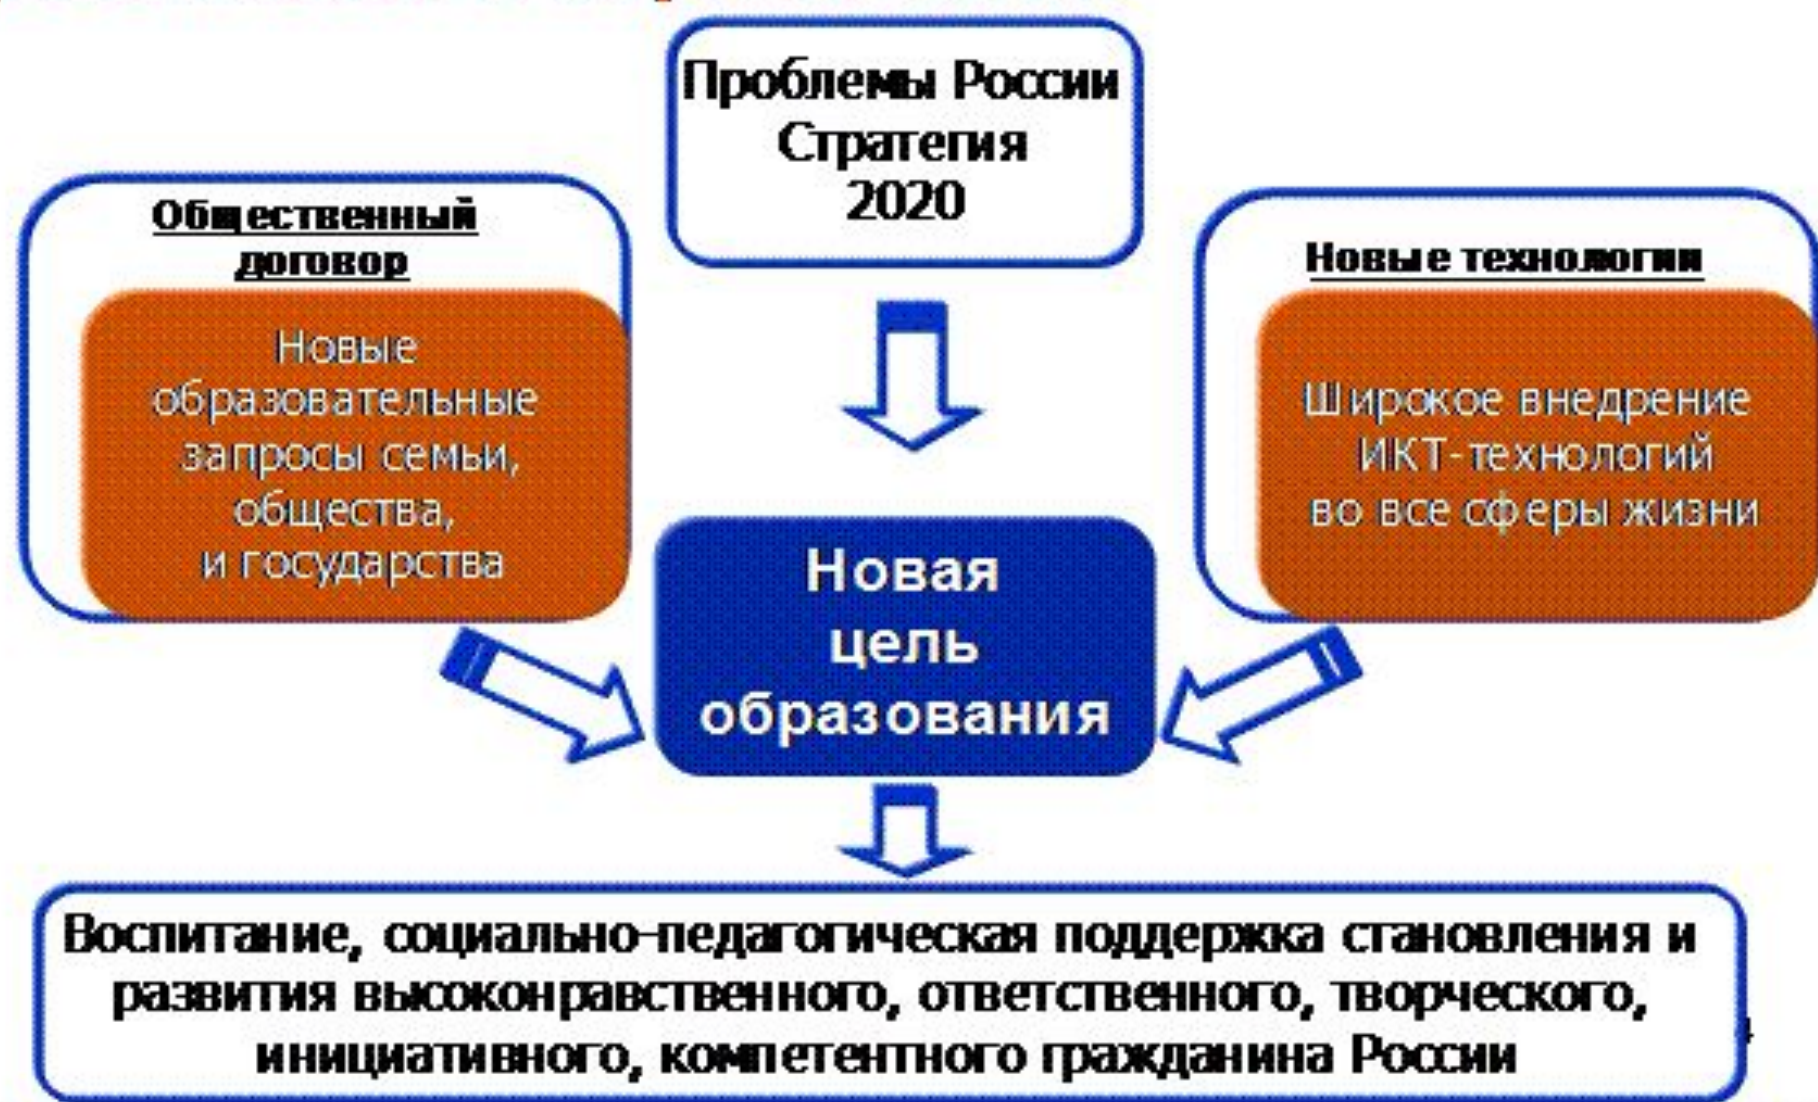 Проблемы России
Стратегия
2020
Общественный
договор
Новые
образовательные
запросы семьи,
общества,
и государства
Новые технологии
Широкое внедрение
ИКТ-технологий
во все сферы жизни
Новая
цель
образования
Воспитание, социально-педагогическая поддержка становления и
развития высоконравственного, ответственного, творческого,
инициативного, компетентного гражданина России